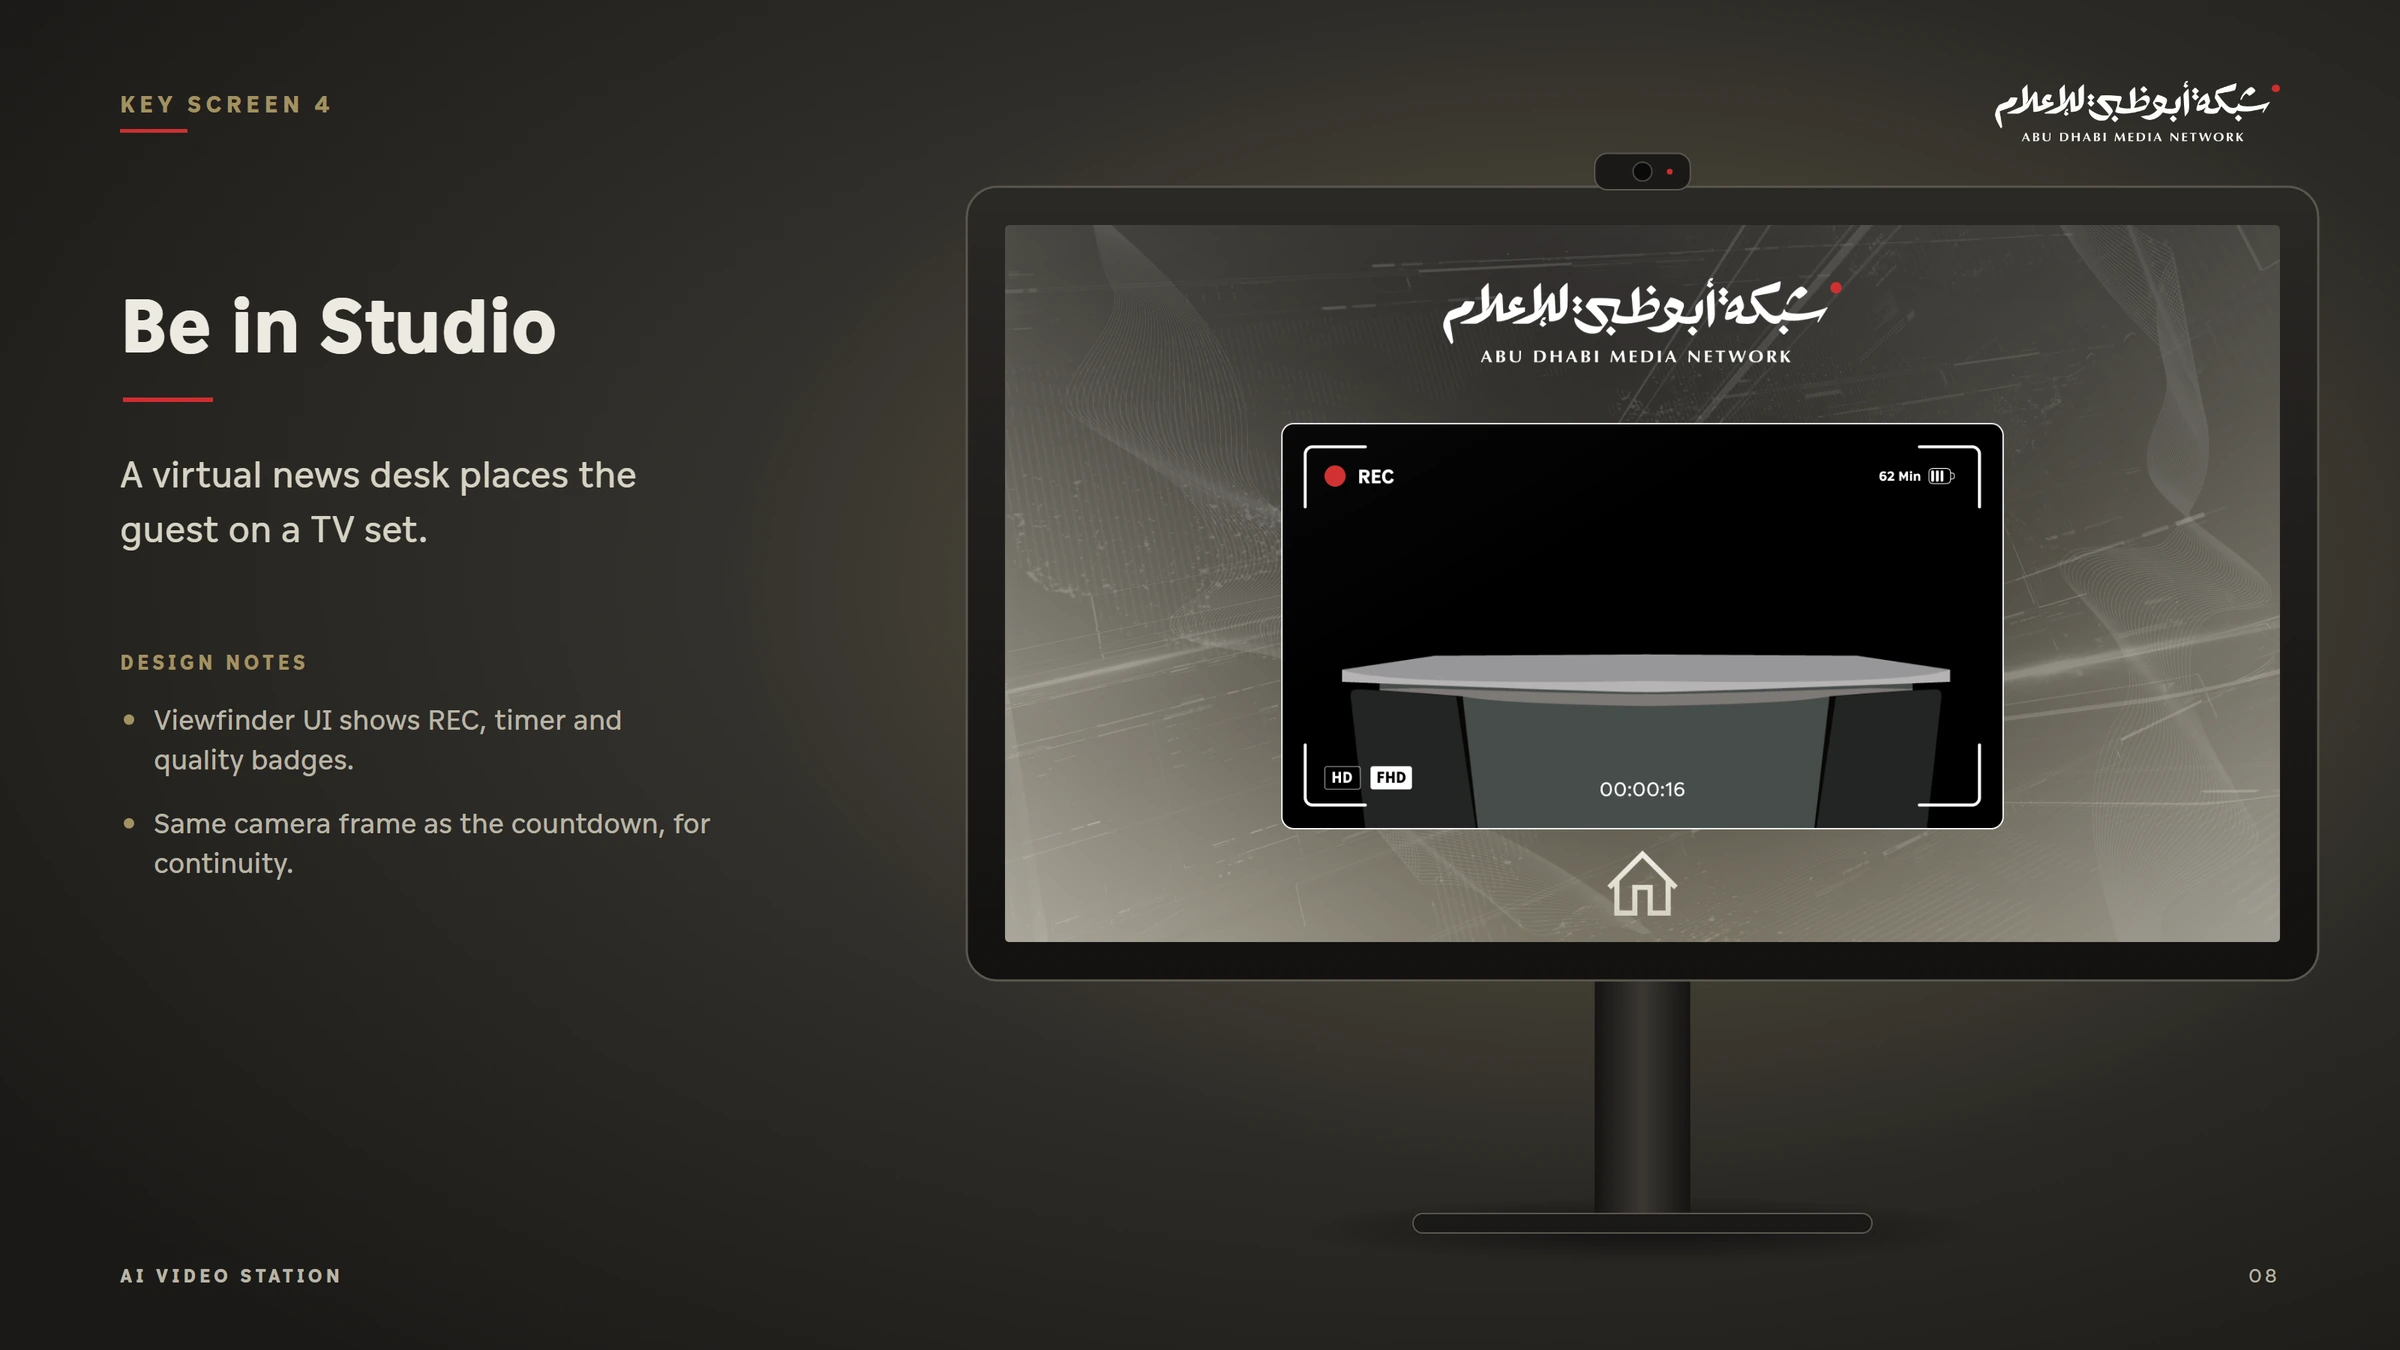 KEY SCREEN 4
شبكة أبوظبي للإعلام
ABU DHABI MEDIA NETWORK
Be in Studio
A virtual news desk places the
guest on a TV set.
DESIGN NOTES
Viewfinder UI shows REC, timer and
quality badges.
Same camera frame as the countdown, for
continuity.
شبكة أبوظبي للإعلام
ABU DHABI MEDIA NETWORK
REC
62 Min
HD FHD
00:00:16
AI VIDEO STATION
08